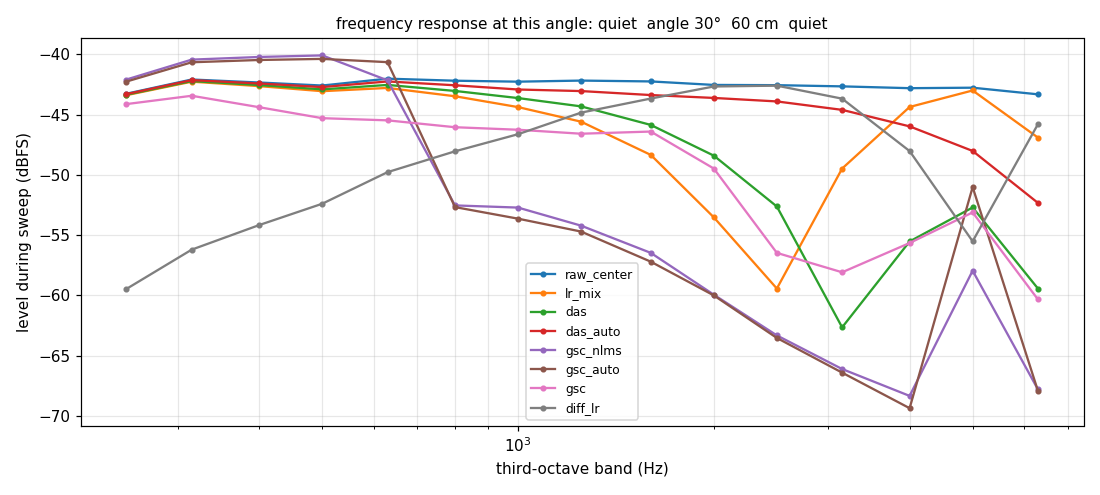 frequency response at this angle: quiet  angle 30°  60 cm  quiet
level during sweep (dBFS)
−40
−45
−50
−55
−60
−65
−70
raw_center
lr_mix
das
das_auto
gsc_nlms
gsc_auto
gsc
diff_lr
10³
third-octave band (Hz)